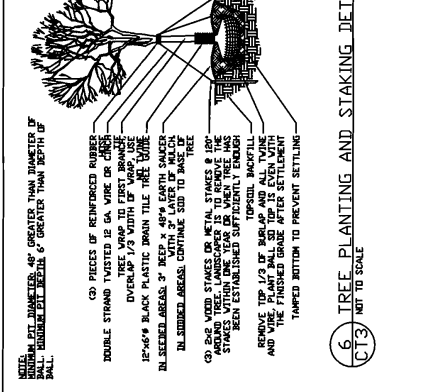 NOTE:
MINIMUM PIT DIAMETER: 48" GREATER THAN DIAMETER OF
BALL. MINIMUM PIT DEPTH: 6" GREATER THAN DEPTH OF
BALL.
(3) PIECES OF REINFORCED RUBBER
HOSE
DOUBLE STRAND TWISTED 12 GA. WIRE OR CINCH
TIE
TREE WRAP TO FIRST BRANCH,
OVERLAP 1/3 WIDTH OF WRAP, USE
TWINE
12"x6"ø BLACK PLASTIC DRAIN TILE TREE GUIDE
IN SEEDED AREAS: 3" DEEP x 48"ø EARTH SAUCER
WITH 3" LAYER OF MULCH.
IN SODDED AREAS: CONTINUE SOD TO BASE OF
TREE
(3) 2x2 WOOD STAKES OR METAL STAKES @ 120°
AROUND TREE. LANDSCAPER IS TO REMOVE THE
STAKES WITHIN ONE YEAR OR WHEN TREE HAS
BEEN ESTABLISHED SUFFICIENTLY ENOUGH
TOPSOIL BACKFILL
REMOVE TOP 1/3 OF BURLAP AND ALL TWINE
AND WIRE, PLANT BALL SO TOP IS EVEN WITH
THE FINISHED GRADE AFTER SETTLEMENT
TAMPED BOTTOM TO PREVENT SETTLING
6 TREE PLANTING AND STAKING DET
CT3 NOT TO SCALE